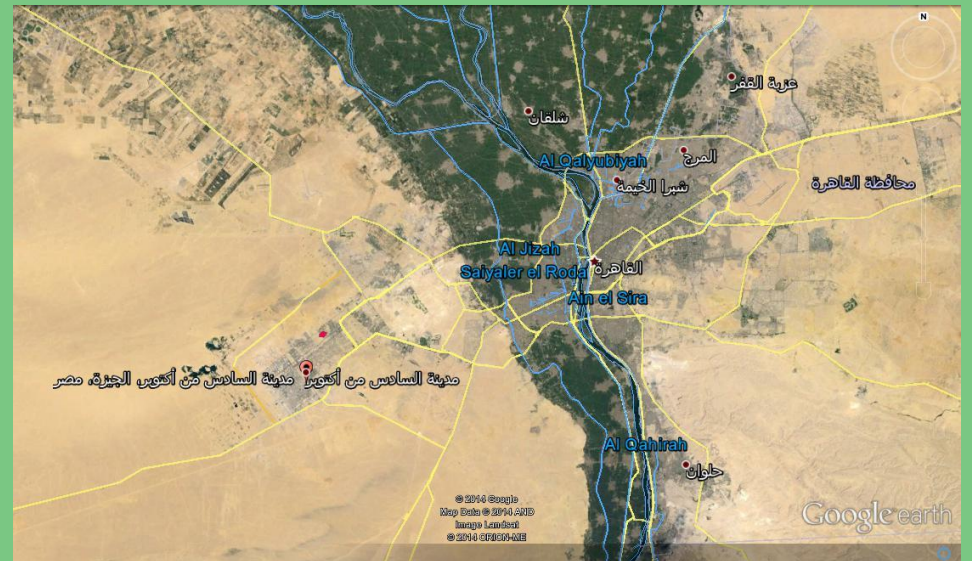 N
عزبة القفر
شلقان
المرج
Al Qalyubiyah
شبرا الخيمة
محافظة القاهرة
Al Jizah
القاهرة
Saiyaler el Roda
Ain el Sira
مدينة السادس من أكتوبر
مدينة السادس من أكتوبر، الجيزة، مصر
Al Qahirah
حلوان
© 2014 Google
Map Data © 2014 AND
Image Landsat
© 2014 ORION-ME
Google earth